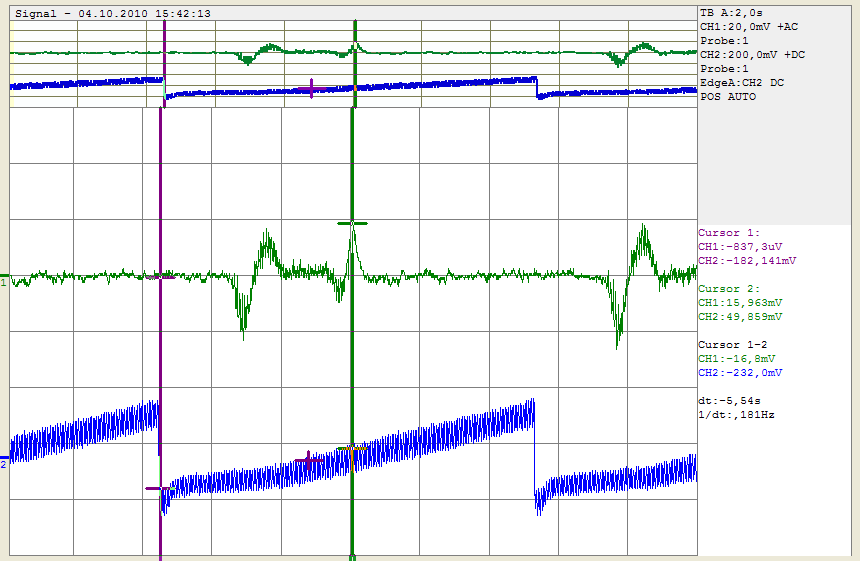 Signal - 04.10.2010 15:42:13
TB A:2,0s
CH1:20,0mV +AC
Probe:1
CH2:200,0mV +DC
Probe:1
EdgeA:CH2 DC
POS AUTO
Cursor 1:
CH1:-837,3uV
CH2:-182,141mV
Cursor 2:
CH1:15,963mV
CH2:49,859mV
Cursor 1-2
CH1:-16,8mV
CH2:-232,0mV
dt:-5,54s
1/dt:,181Hz
1
2